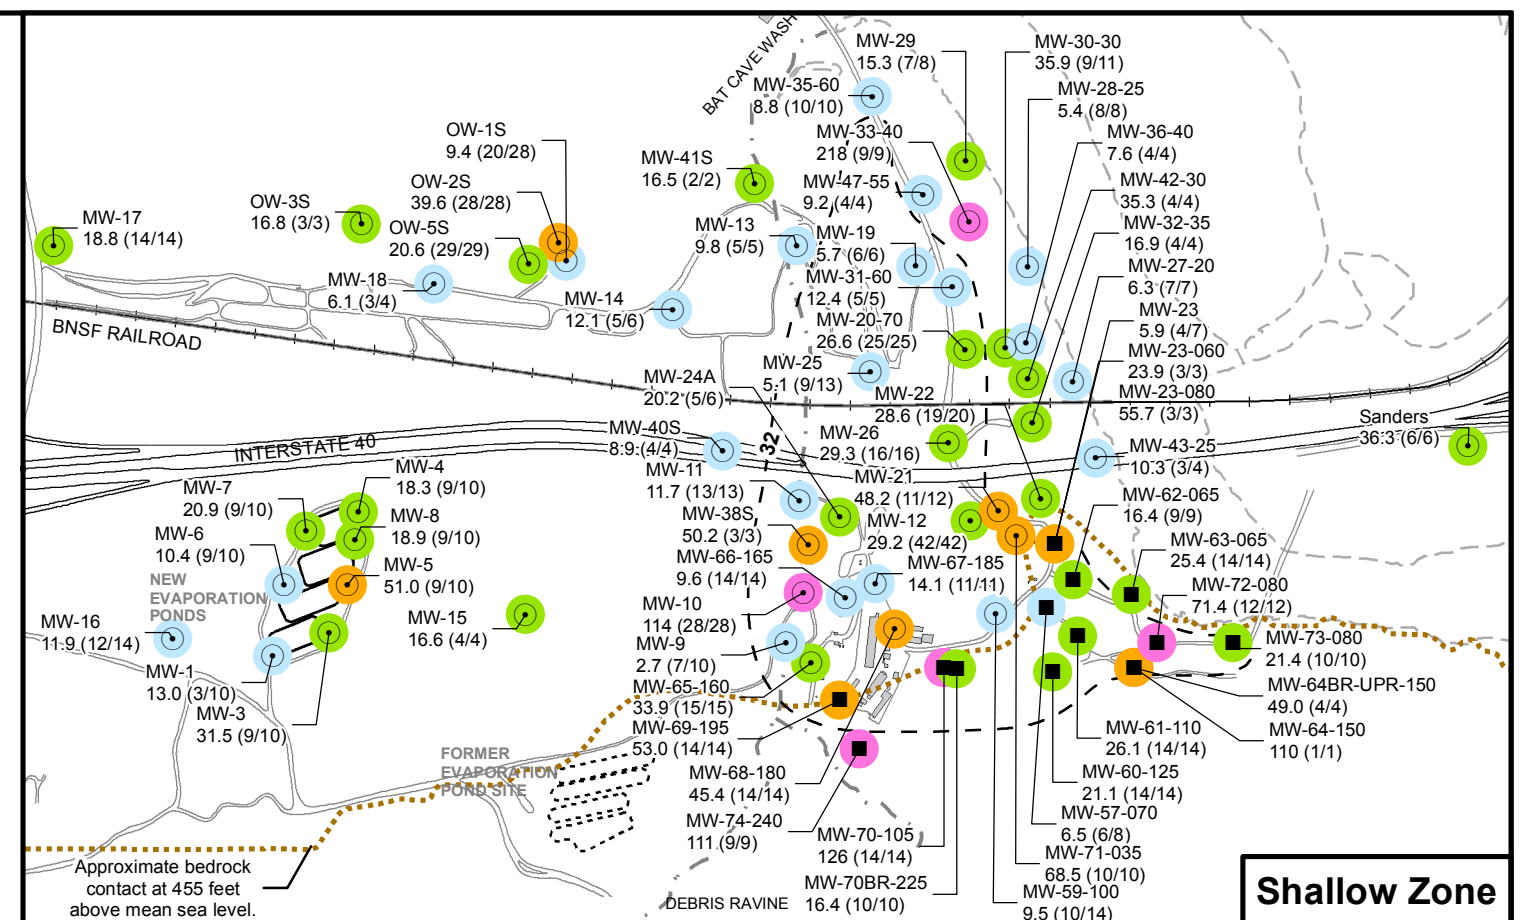 BAT CAVE WASH
MW-29
15.3 (7/8)
MW-30-30
35.9 (9/11)
MW-35-60
8.8 (10/10)
MW-28-25
5.4 (8/8)
MW-33-40
218 (9/9)
MW-36-40
7.6 (4/4)
OW-1S
9.4 (20/28)
MW-41S
16.5 (2/2)
MW-47-55
9.2 (4/4)
MW-42-30
35.3 (4/4)
OW-2S
39.6 (28/28)
OW-3S
16.8 (3/3)
OW-5S
20.6 (29/29)
MW-17
18.8 (14/14)
MW-13
9.8 (5/5)
MW-19
5.7 (6/6)
MW-32-35
16.9 (4/4)
MW-18
6.1 (3/4)
MW-14
12.1 (5/6)
MW-31-60
12.4 (5/5)
MW-27-20
6.3 (7/7)
BNSF RAILROAD
MW-20-70
26.6 (25/25)
MW-23
5.9 (4/7)
MW-23-060
23.9 (3/3)
MW-25
5.1 (9/13)
MW-24A
20.2 (5/6)
MW-22
28.6 (19/20)
MW-23-080
55.7 (3/3)
Sanders
36.3 (6/6)
INTERSTATE 40
MW-40S
8.9 (4/4)
32
MW-26
29.3 (16/16)
MW-43-25
10.3 (3/4)
MW-4
18.3 (9/10)
MW-11
11.7 (13/13)
MW-21
48.2 (11/12)
MW-7
20.9 (9/10)
MW-62-065
16.4 (9/9)
MW-8
18.9 (9/10)
MW-38S
50.2 (3/3)
MW-12
29.2 (42/42)
MW-6
10.4 (9/10)
MW-63-065
25.4 (14/14)
MW-66-165
9.6 (14/14)
MW-67-185
14.1 (11/11)
MW-5
51.0 (9/10)
NEW
EVAPORATION
PONDS
MW-72-080
71.4 (12/12)
MW-10
114 (28/28)
MW-15
16.6 (4/4)
MW-16
11.9 (12/14)
MW-9
2.7 (7/10)
MW-73-080
21.4 (10/10)
MW-1
13.0 (3/10)
MW-65-160
33.9 (15/15)
MW-64BR-UPR-150
49.0 (4/4)
MW-3
31.5 (9/10)
MW-69-195
53.0 (14/14)
MW-61-110
26.1 (14/14)
MW-64-150
110 (1/1)
FORMER
EVAPORATION
POND SITE
MW-68-180
45.4 (14/14)
MW-60-125
21.1 (14/14)
MW-74-240
111 (9/9)
MW-57-070
6.5 (6/8)
MW-70-105
126 (14/14)
MW-71-035
68.5 (10/10)
Approximate bedrock
contact at 455 feet
above mean sea level.
MW-70BR-225
16.4 (10/10)
MW-59-100
9.5 (10/14)
DEBRIS RAVINE
Shallow Zone